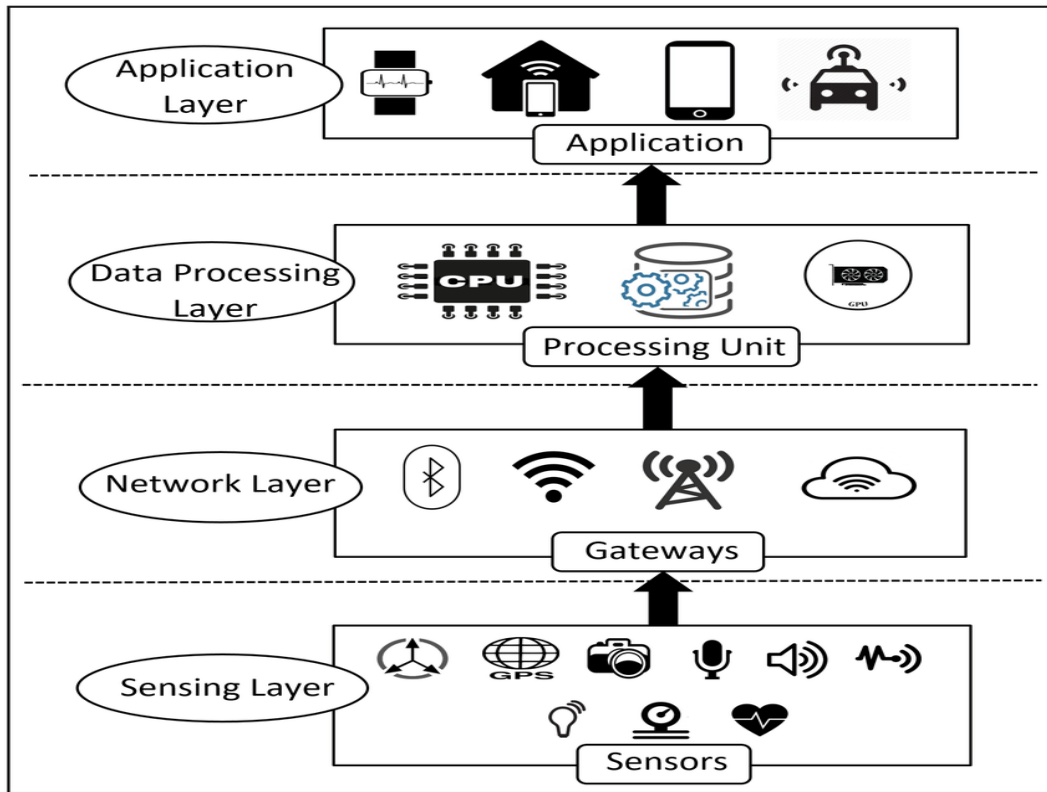 Application
Layer
Application
Data Processing
Layer
CPU
GPU
Processing Unit
Network Layer
Gateways
Sensing Layer
GPS
Sensors